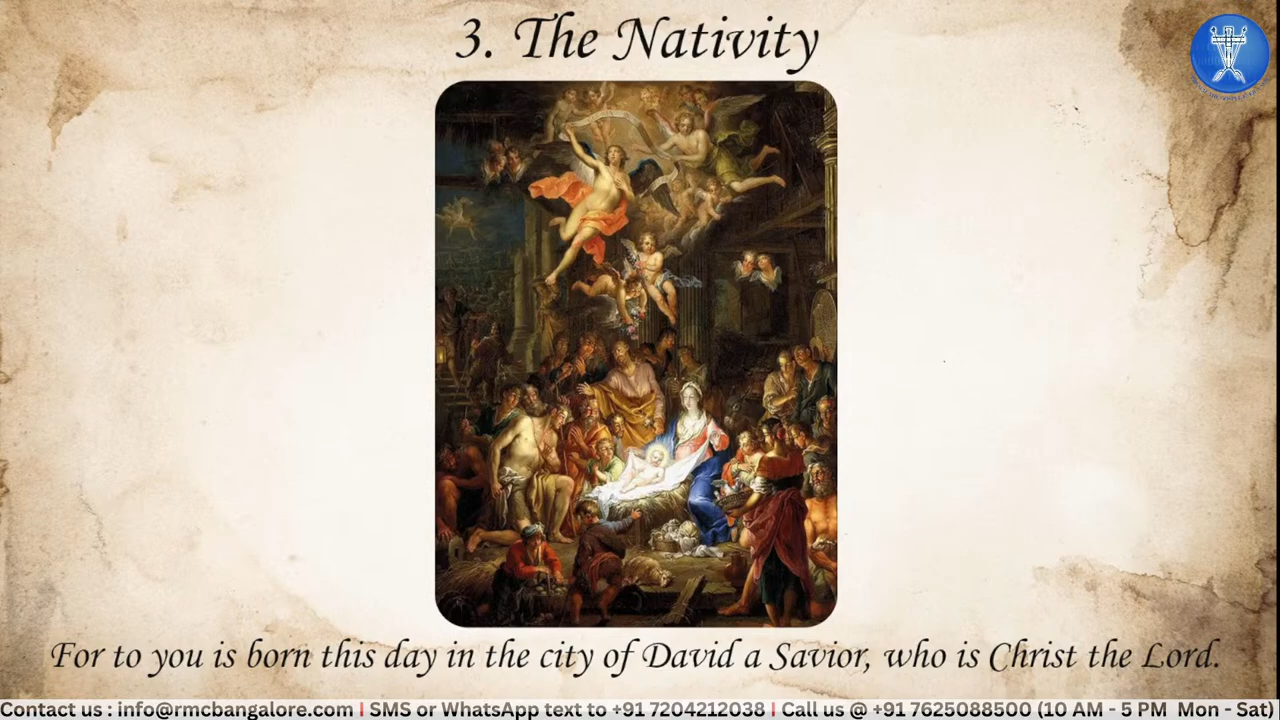 3. The Nativity
For to you is born this day in the city of David a Savior, who is Christ the Lord.
Contact us : info@rmcbangalore.com | SMS or WhatsApp text to +91 7204212038 | Call us @ +91 7625088500 (10 AM - 5 PM Mon - Sat)